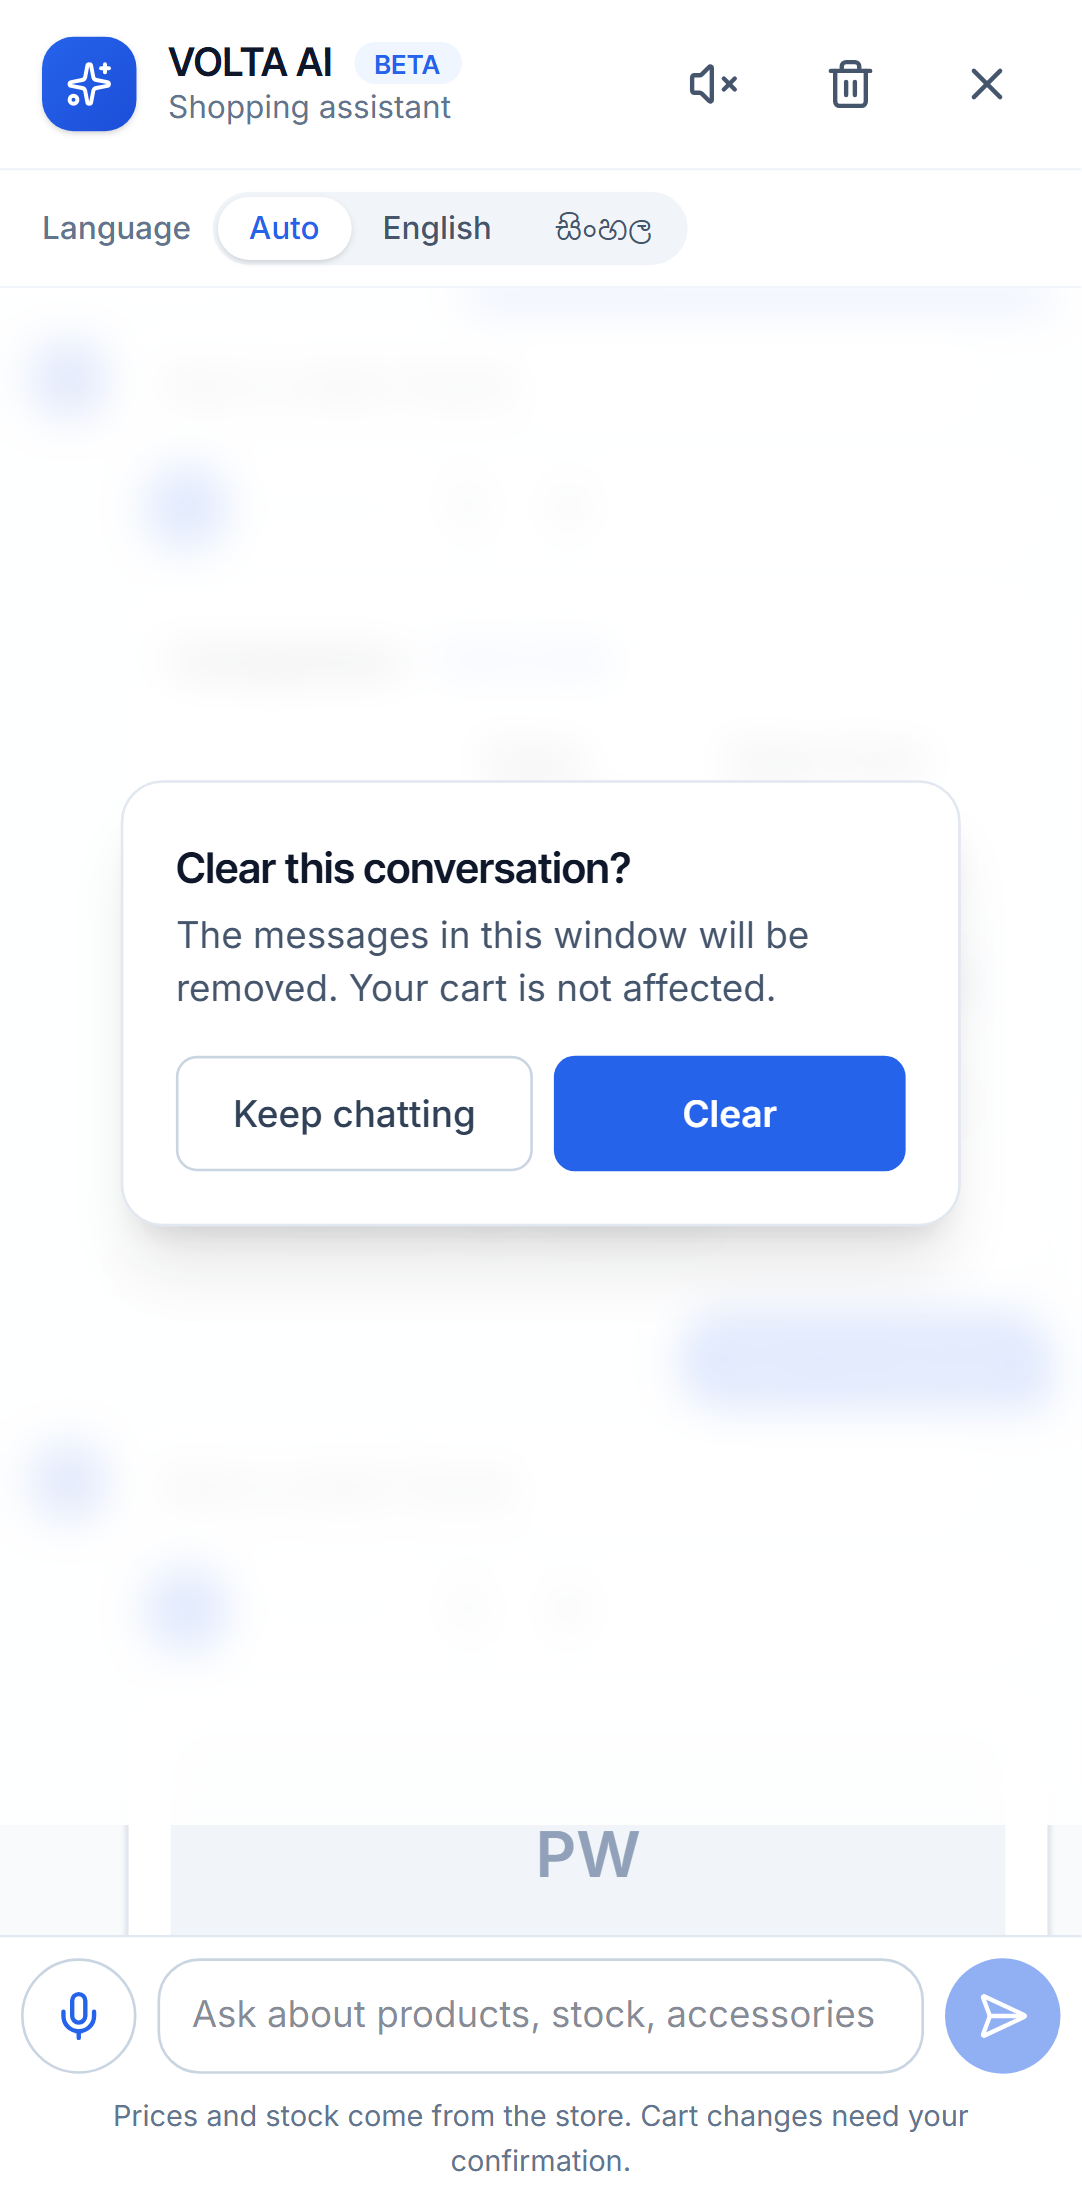 VOLTA AI BETA
Shopping assistant
Language Auto English සිංහල
Clear this conversation?
The messages in this window will be
removed. Your cart is not affected.
Keep chatting Clear
PW
Ask about products, stock, accessories
Prices and stock come from the store. Cart changes need your
confirmation.